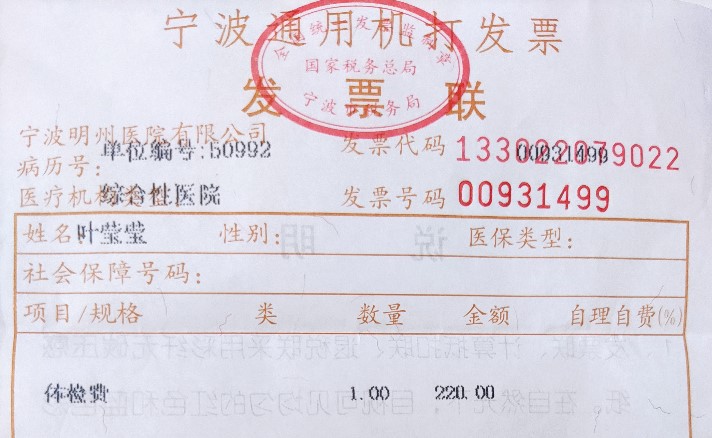 宁波通用机打发票
全国统一发票监制章
国家税务总局
宁波市税务局
发票联
宁波明州医院有限公司
单位编号:50992
发票代码 133022079022
00931499
病历号:
医疗机构类型: 综合性医院
发票号码 00931499
姓名:叶莹莹 性别: 医保类型:
社会保障号码:
项目/规格 类 数量 金额 自理自费(%)
体检费 1.00 220.00